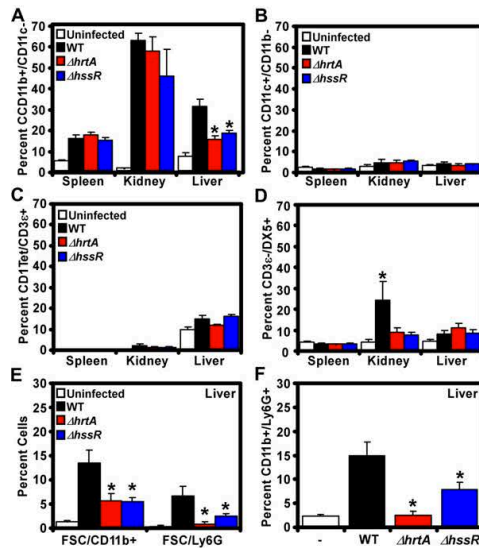 A
Percent CCD11b+/CD11c-
70
60
50
40
30
20
10
0
Uninfected
WT
ΔhrtA
ΔhssR
* *
Spleen Kidney Liver
B
Percent CD11c+/CD11b-
70
60
50
40
30
20
10
0
Uninfected
WT
ΔhrtA
ΔhssR
Spleen Kidney Liver
C
Percent CD1Tet/CD3ε+
70
60
50
40
30
20
10
0
Uninfected
WT
ΔhrtA
ΔhssR
Spleen Kidney Liver
D
Percent CD3ε-/DX5+
70
60
50
40
30
20
10
0
*
Spleen Kidney Liver
E
Percent Cells
30
25
20
15
10
5
0
Uninfected
WT
ΔhrtA
ΔhssR
Liver
* * * *
FSC/CD11b+ FSC/Ly6G
F
Percent CD11b+/Ly6G+
30
25
20
15
10
5
0
Liver
* *
- WT ΔhrtA ΔhssR